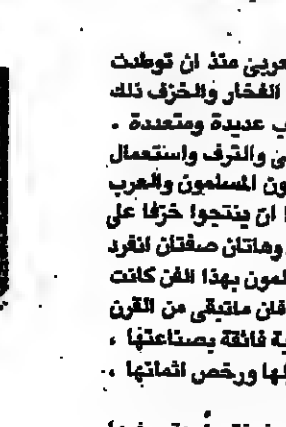 عربي منذ ان توطدت
الفخار والخزف ذلك
عديدة ومتعددة .
والترف واستعمال
ون المسلمون والعرب
ان ينتجوا خزفا على
وهاتان صفتان انفرد
لمون بهذا الفن كانت
فان ماتبقى من القرن
ية فائقة بصناعتها ،
لها ورخص اثمانها ،